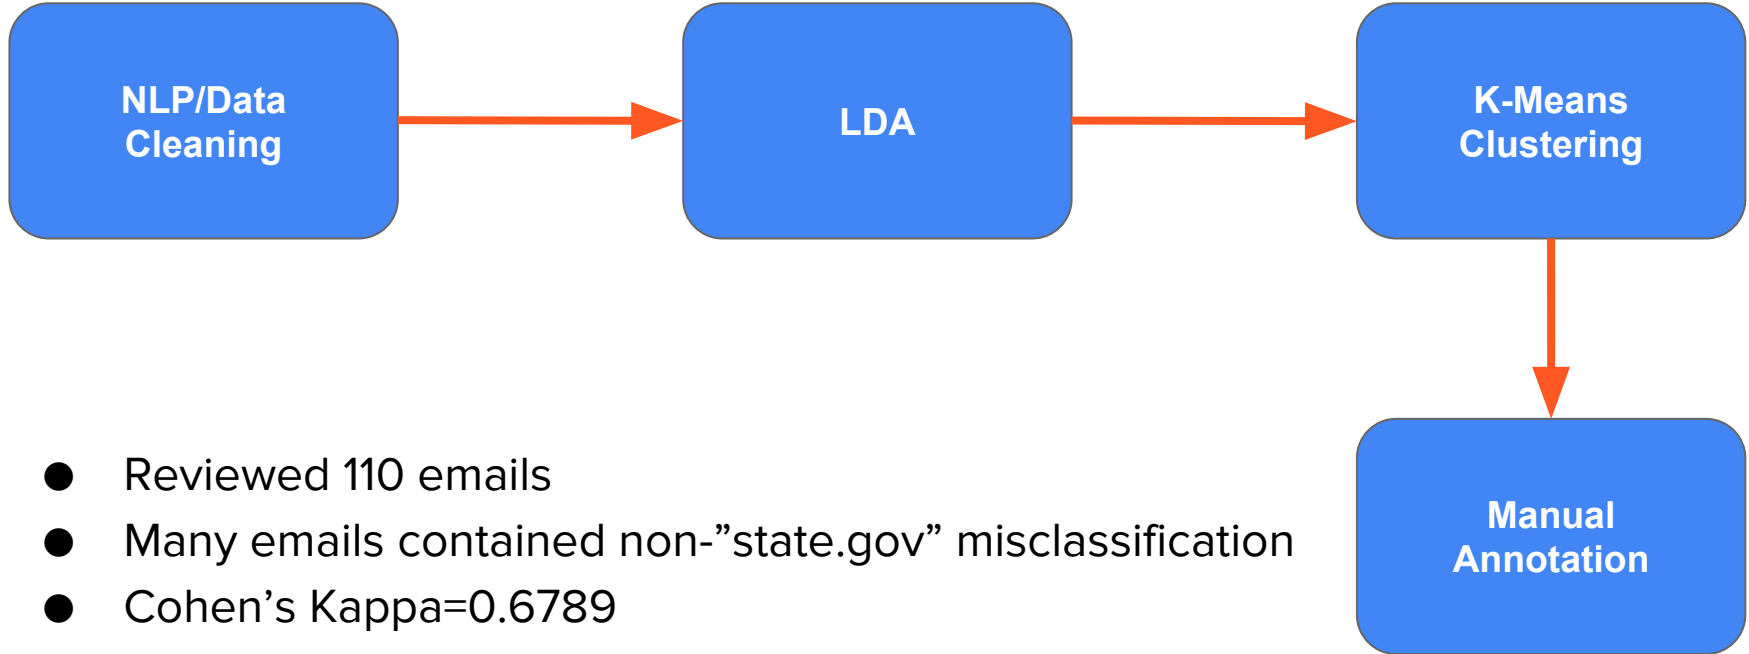 NLP/Data
Cleaning
LDA
K-Means
Clustering
Manual
Annotation
● Reviewed 110 emails
● Many emails contained non-”state.gov” misclassification
● Cohen’s Kappa=0.6789